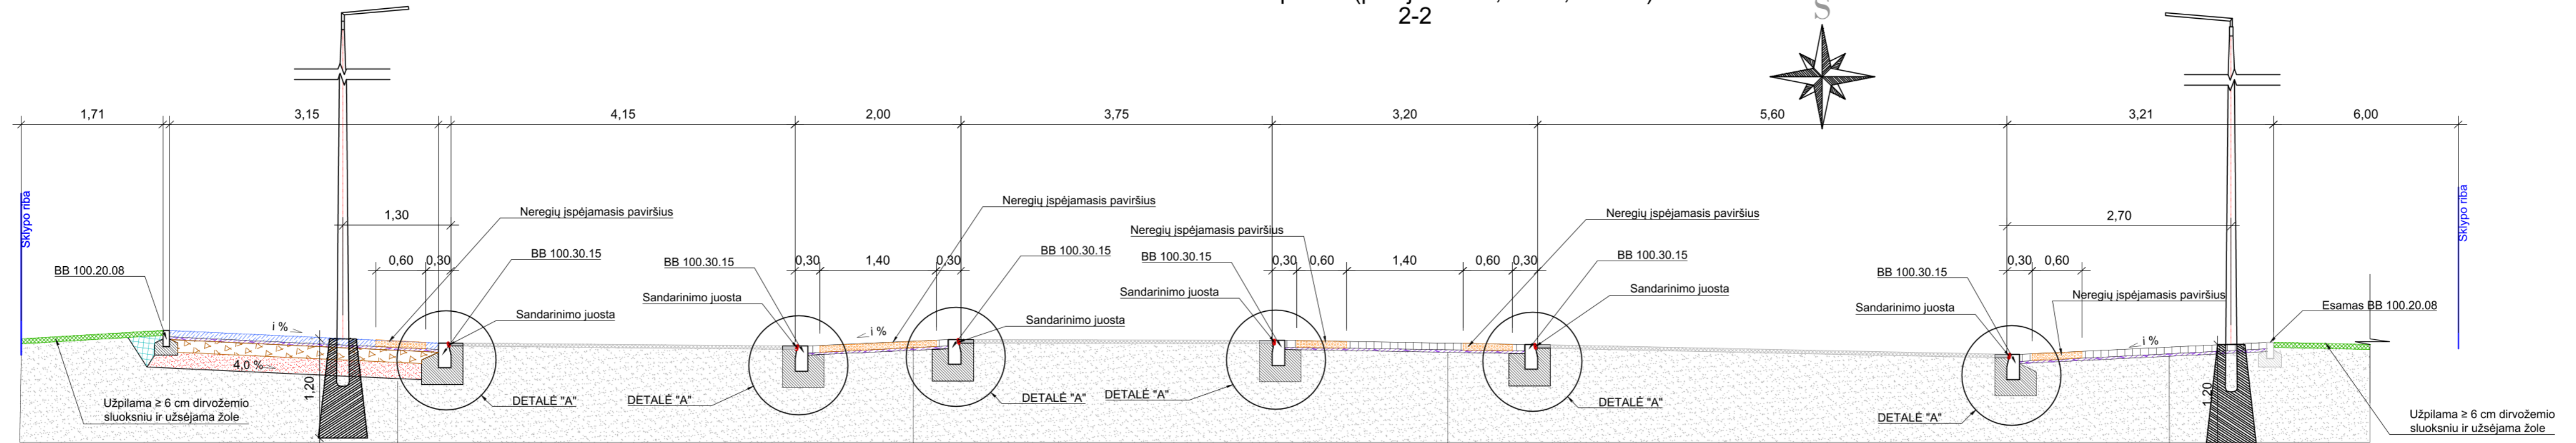 2-2
S
1,71
3,15
4,15
2,00
3,75
3,20
5,60
3,21
6,00
Sklypo riba
Sklypo riba
1,30
2,70
Neregių įspėjamasis paviršius
Neregių įspėjamasis paviršius
Neregių įspėjamasis paviršius
Neregių įspėjamasis paviršius
Neregių įspėjamasis paviršius
BB 100.20.08
0,60
0,30
BB 100.30.15
BB 100.30.15
0,30
1,40
0,30
BB 100.30.15
BB 100.30.15
0,30
0,60
1,40
0,60
0,30
BB 100.30.15
BB 100.30.15
0,30
0,60
Sandarinimo juosta
Sandarinimo juosta
Sandarinimo juosta
Sandarinimo juosta
Sandarinimo juosta
Sandarinimo juosta
Esamas BB 100.20.08
i %
i %
i %
4,0 %
1,20
1,20
DETALĖ "A"
DETALĖ "A"
DETALĖ "A"
DETALĖ "A"
DETALĖ "A"
DETALĖ "A"
Užpilama ≥ 6 cm dirvožemio
sluoksniu ir užsėjama žole
Užpilama ≥ 6 cm dirvožemio
sluoksniu ir užsėjama žole